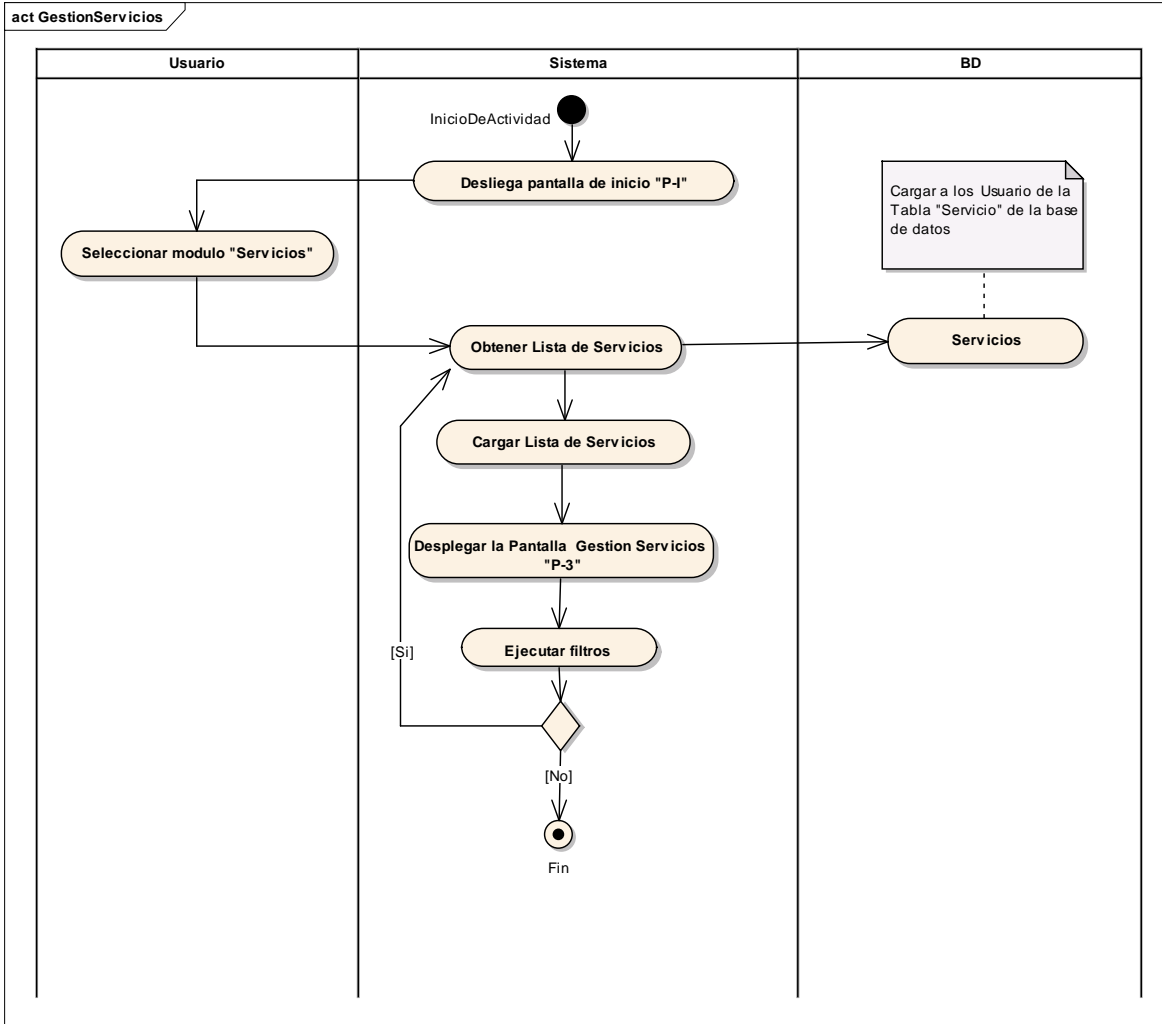 act GestionServicios
Usuario
Sistema
BD
InicioDeActividad
Desliega pantalla de inicio "P-I"
Cargar a los Usuario de la
Tabla "Servicio" de la base
de datos
Seleccionar modulo "Servicios"
Obtener Lista de Servicios
Servicios
Cargar Lista de Servicios
Desplegar la Pantalla Gestion Servicios
"P-3"
Ejecutar filtros
[Si]
[No]
Fin